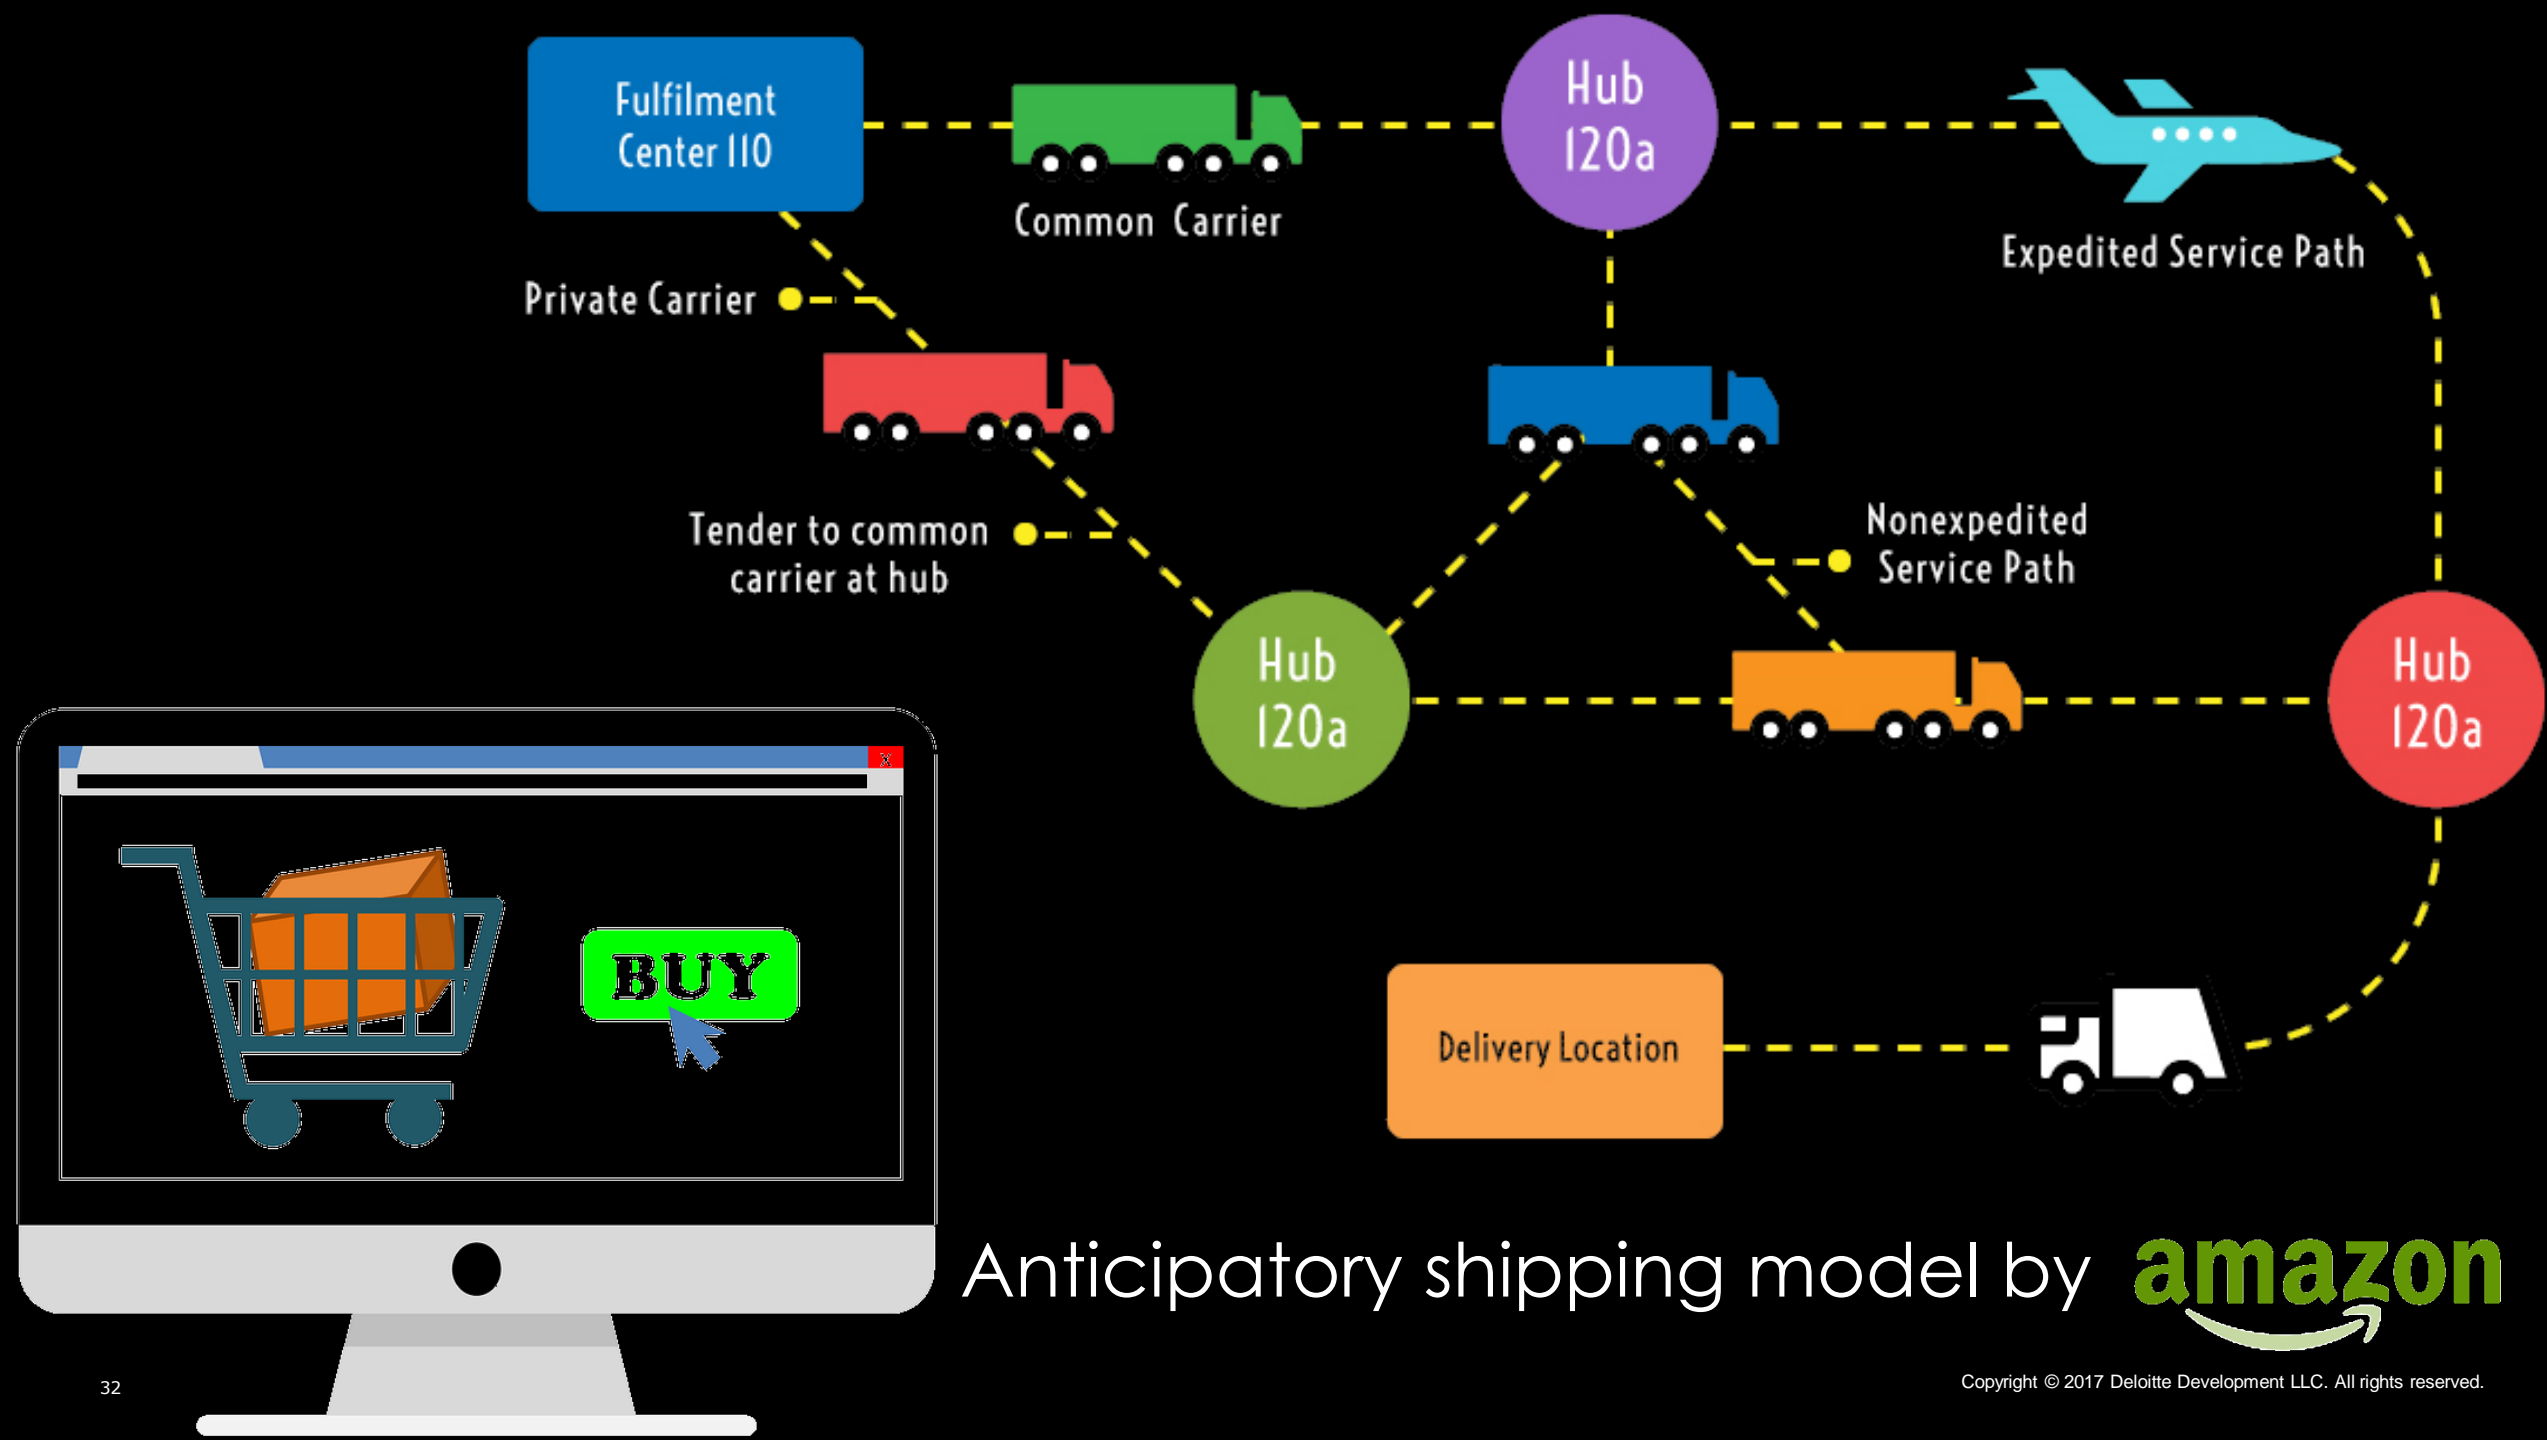 Fulfilment
Center 110
Common Carrier
Hub
120a
Expedited Service Path
Private Carrier
Tender to common
carrier at hub
Nonexpedited
Service Path
Hub
120a
Hub
120a
X
BUY
Delivery Location
Anticipatory shipping model by amazon
32
Copyright © 2017 Deloitte Development LLC. All rights reserved.